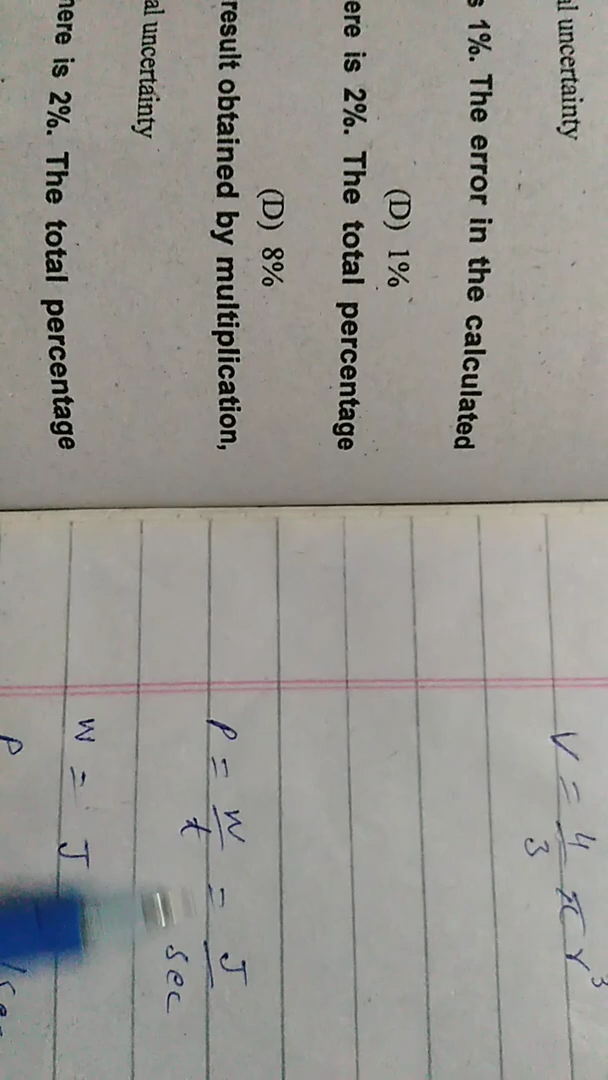 al uncertainty
s 1%. The error in the calculated
(D) 1%
ere is 2%. The total percentage
(D) 8%
result obtained by multiplication,
al uncertainty
here is 2%. The total percentage
V = 4/3 π r³
P = W/t = J/sec
W = J
P